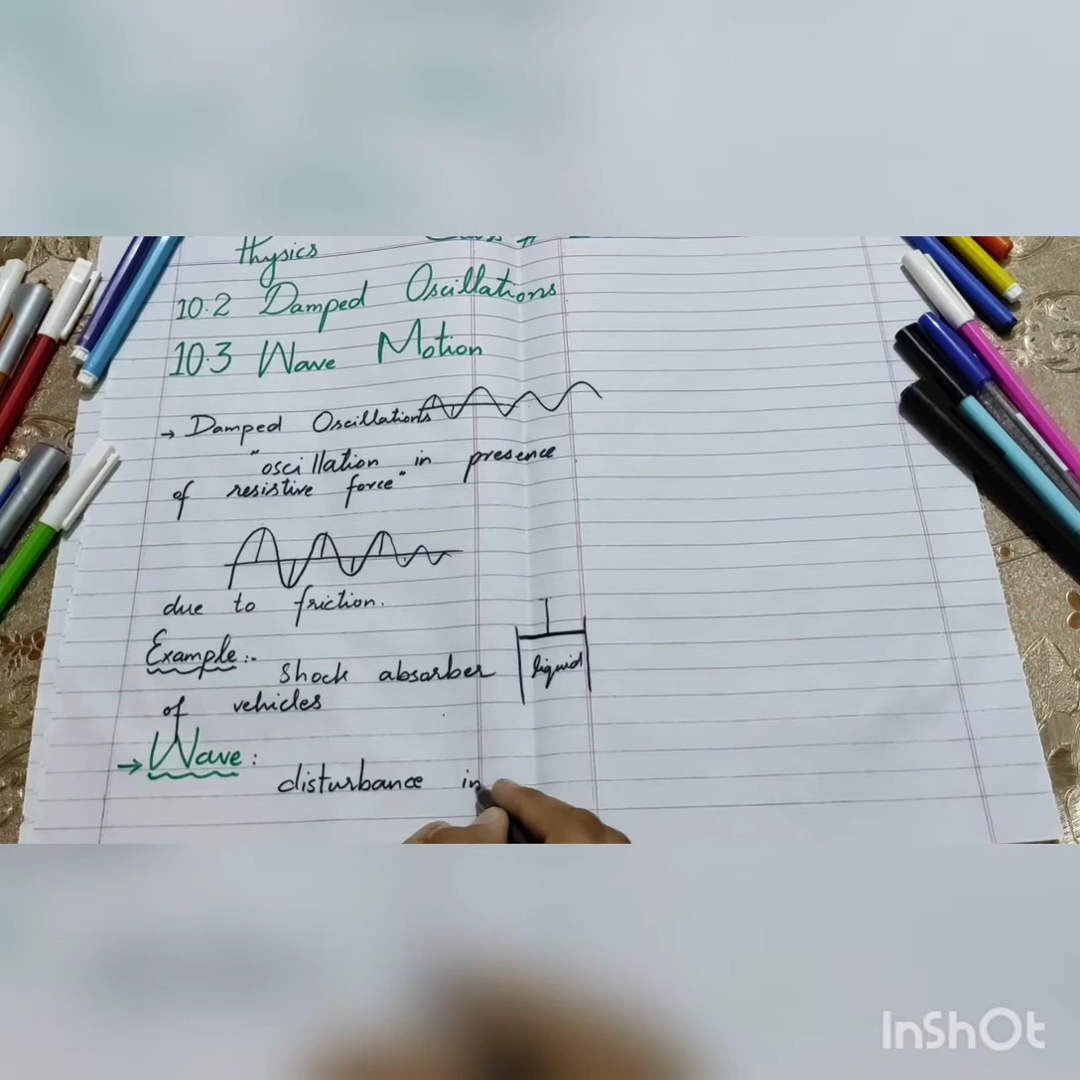 Physics
10.2 Damped Oscillations
10.3 Wave Motion
→ Damped Oscillations
"oscillation in presence
of resistive force"
due to friction.
Example:-
Shock absorber
of vehicles
liquid
→ Wave:
disturbance in
InShOt